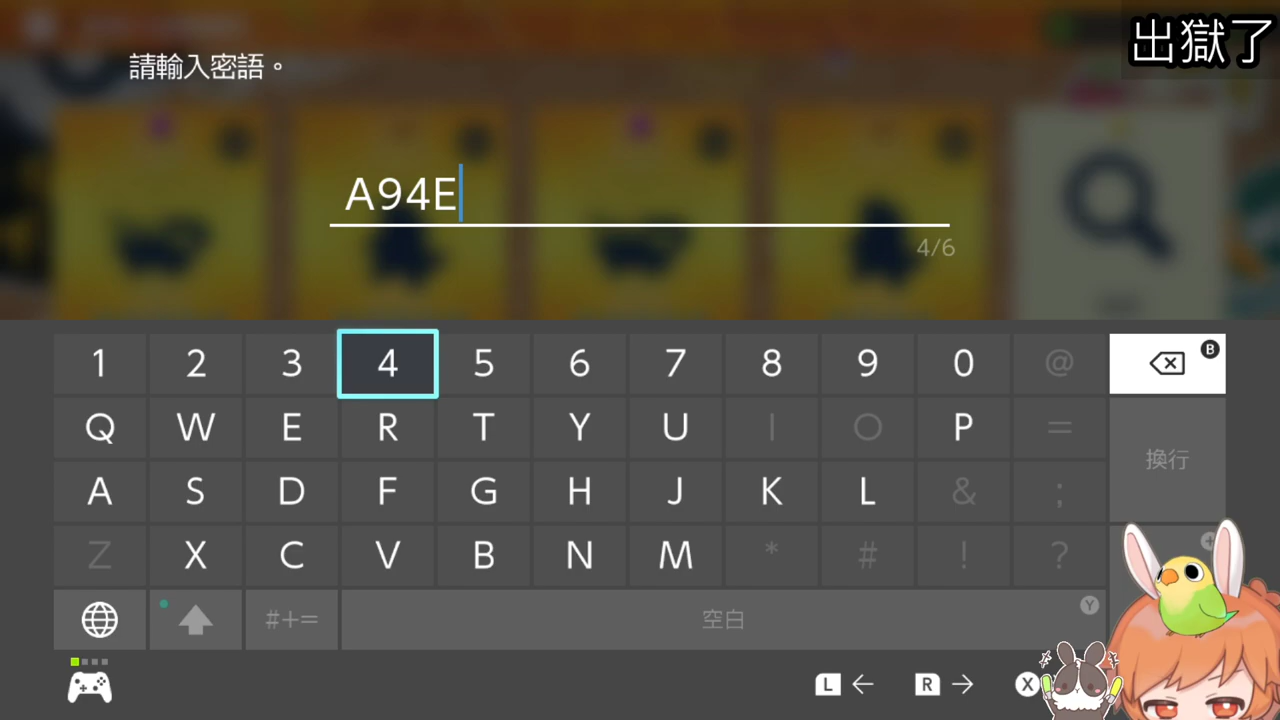 出獄了
請輸入密語。
A94E
4/6
1 2 3 4 5 6 7 8 9 0 @ B
Q W E R T Y U I O P =
換行
A S D F G H J K L & ;
Z X C V B N M * # ! ?
#+= 空白 Y
L ← R → X